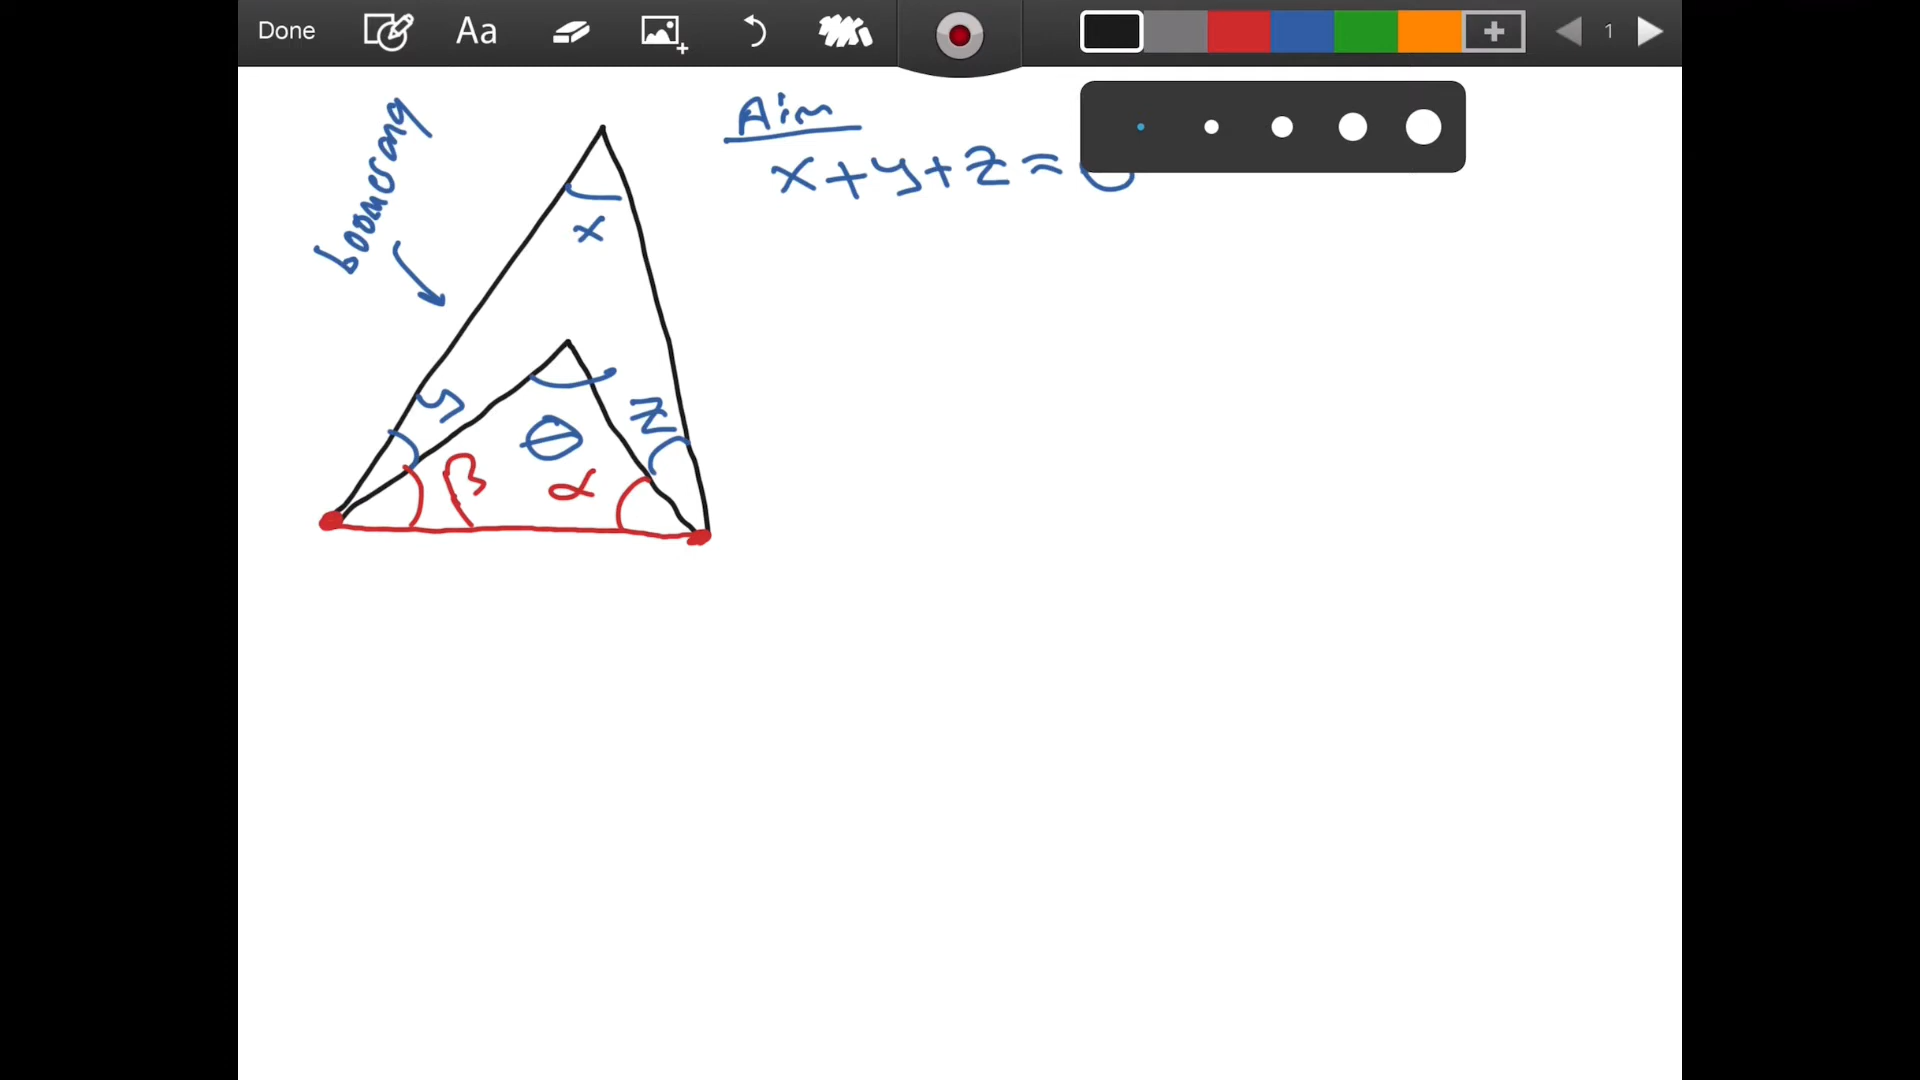 Done Aa 1
boomerang
Aim
x+y+z=
x
y
z
θ
β
α